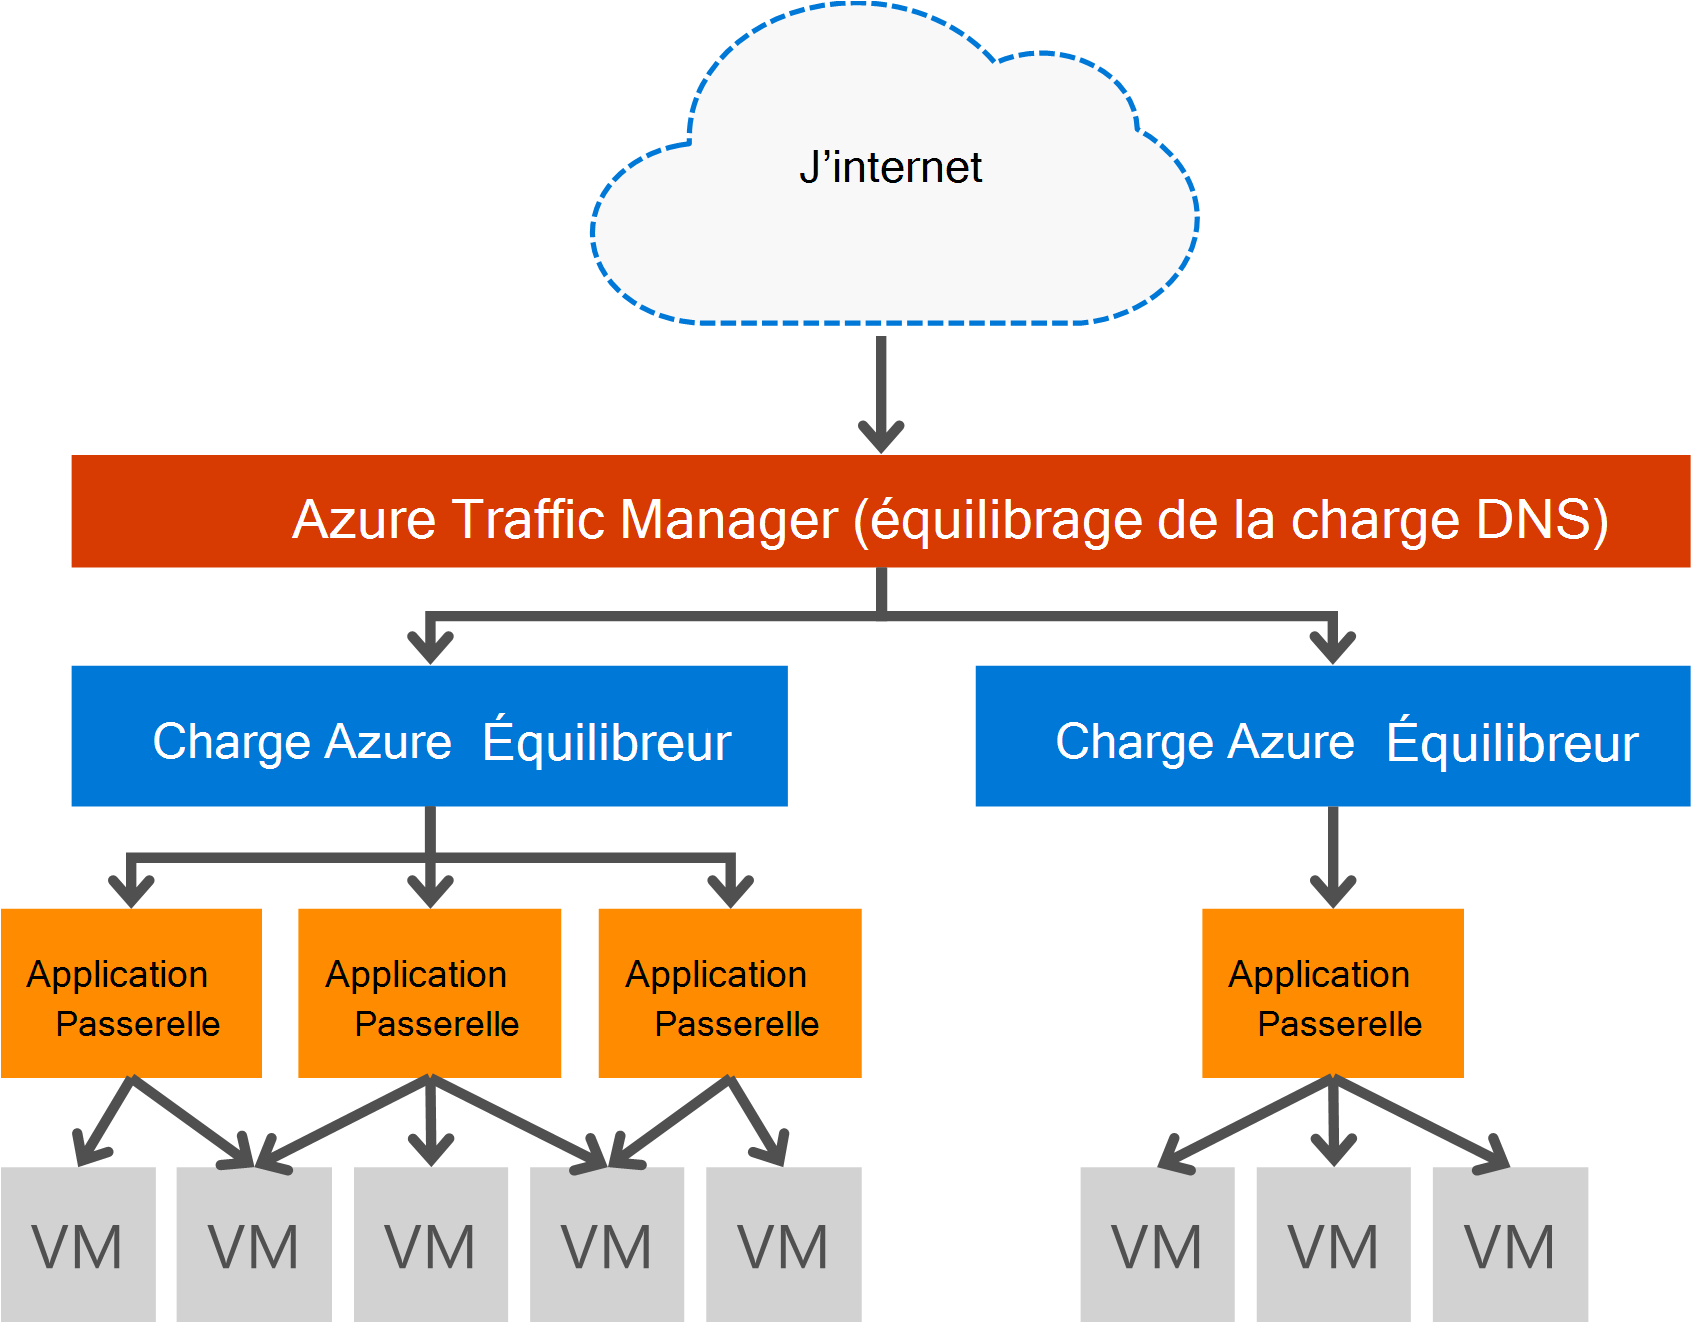 J’internet
Azure Traffic Manager (équilibrage de la charge DNS)
Charge Azure Équilibreur
Charge Azure Équilibreur
Application
Passerelle
Application
Passerelle
Application
Passerelle
Application
Passerelle
VM
VM
VM
VM
VM
VM
VM
VM